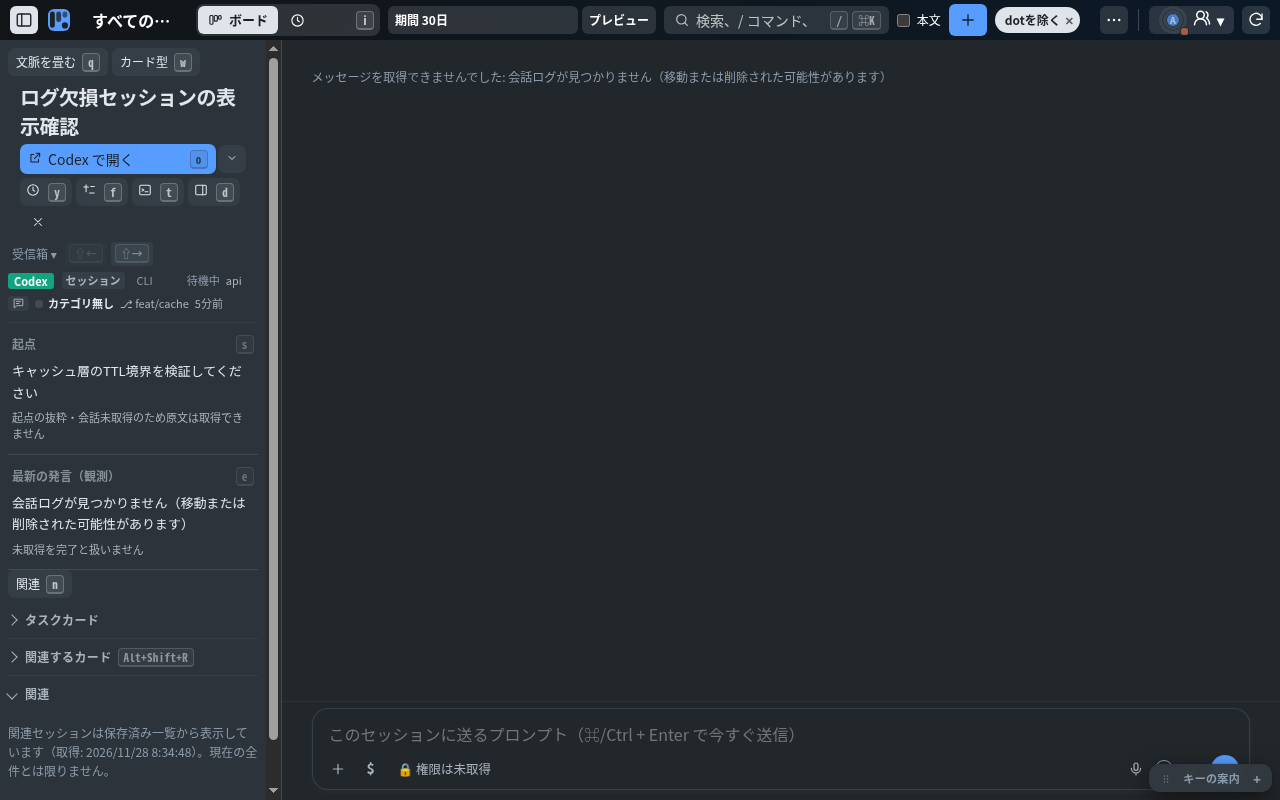 すべての…
ボード
i
期間 30日
プレビュー
検索、/ コマンド、
/
⌘K
本文
+
dotを除く ×
…
A
▾
文脈を畳む q
カード型 w
ログ欠損セッションの表
示確認
Codex で開く o
y
f
t
d
×
受信箱 ▾
⇧←
⇧→
Codex
セッション
CLI
待機中
api
カテゴリ無し
feat/cache
5分前
起点
s
キャッシュ層のTTL境界を検証してくだ
さい
起点の抜粋・会話未取得のため原文は取得でき
ません
最新の発言（観測）
e
会話ログが見つかりません（移動または
削除された可能性があります）
未取得を完了と扱いません
関連 n
タスクカード
関連するカード Alt+Shift+R
関連
関連セッションは保存済み一覧から表示して
います（取得: 2026/11/28 8:34:48）。現在の全
件とは限りません。
メッセージを取得できませんでした: 会話ログが見つかりません（移動または削除された可能性があります）
このセッションに送るプロンプト（⌘/Ctrl + Enter で今すぐ送信）
+
$
🔒 権限は未取得
キーの案内 +